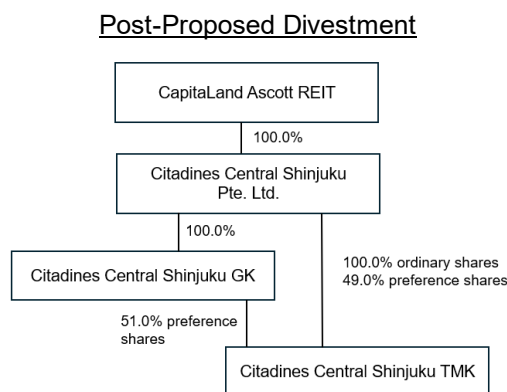 Post-Proposed Divestment
CapitaLand Ascott REIT
100.0%
Citadines Central Shinjuku
Pte. Ltd.
100.0%
100.0% ordinary shares
49.0% preference shares
Citadines Central Shinjuku GK
51.0% preference
shares
Citadines Central Shinjuku TMK